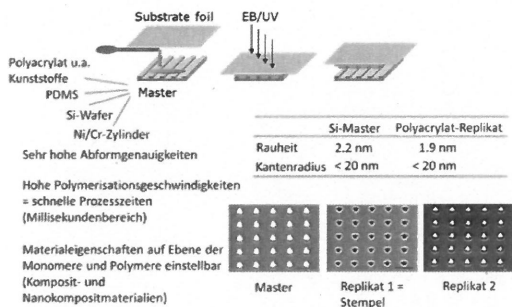 Substrate foil
EB/UV
Polyacrylat u.a.
Kunststoffe
PDMS
Si-Wafer
Ni/Cr-Zylinder
Master
Sehr hohe Abformgenauigkeiten
Hohe Polymerisationsgeschwindigkeiten
= schnelle Prozesszeiten
(Millisekundenbereich)
Materialeigenschaften auf Ebene der
Monomere und Polymere einstellbar
(Komposit- und
Nanokompositmaterialien)
Si-Master Polyacrylat-Replikat
Rauheit 2.2 nm 1.9 nm
Kantenradius < 20 nm < 20 nm
Master
Replikat 1 =
Stempel
Replikat 2